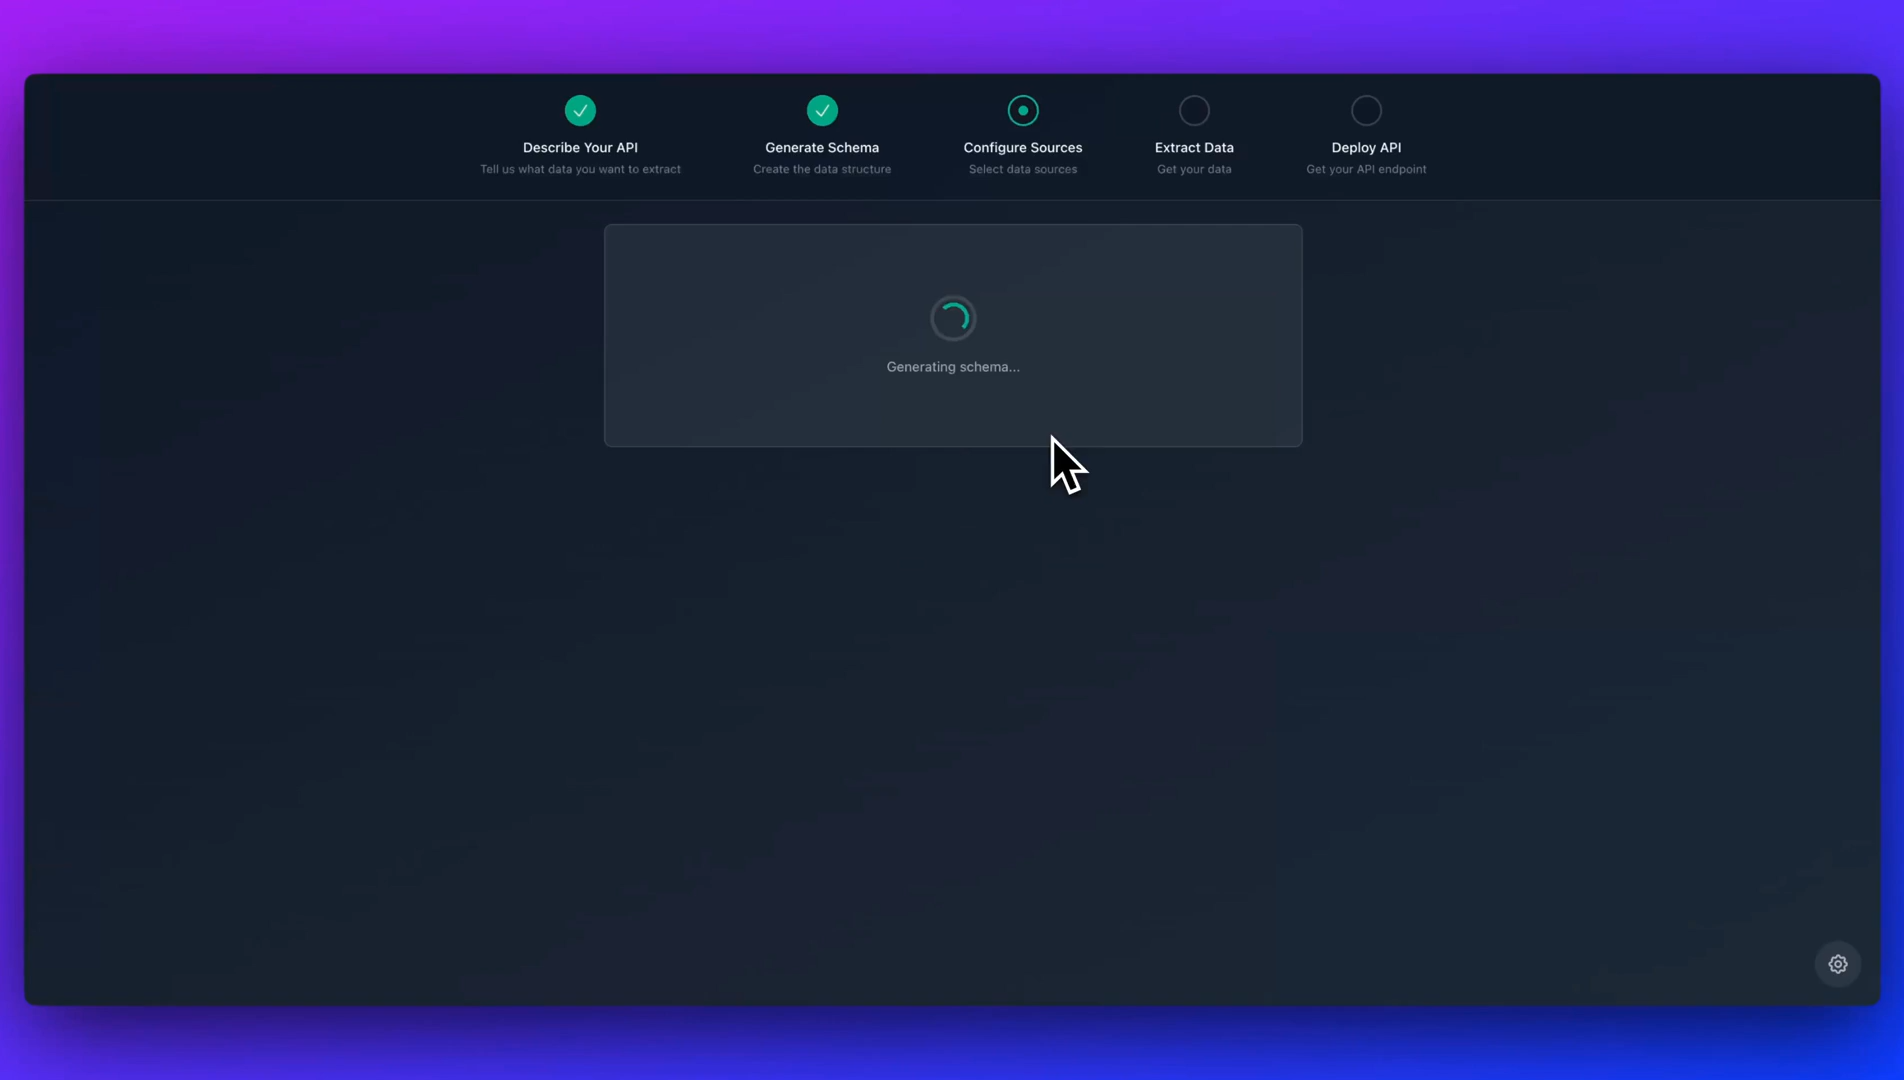 Describe Your API
Tell us what data you want to extract
Generate Schema
Create the data structure
Configure Sources
Select data sources
Extract Data
Get your data
Deploy API
Get your API endpoint
Generating schema...